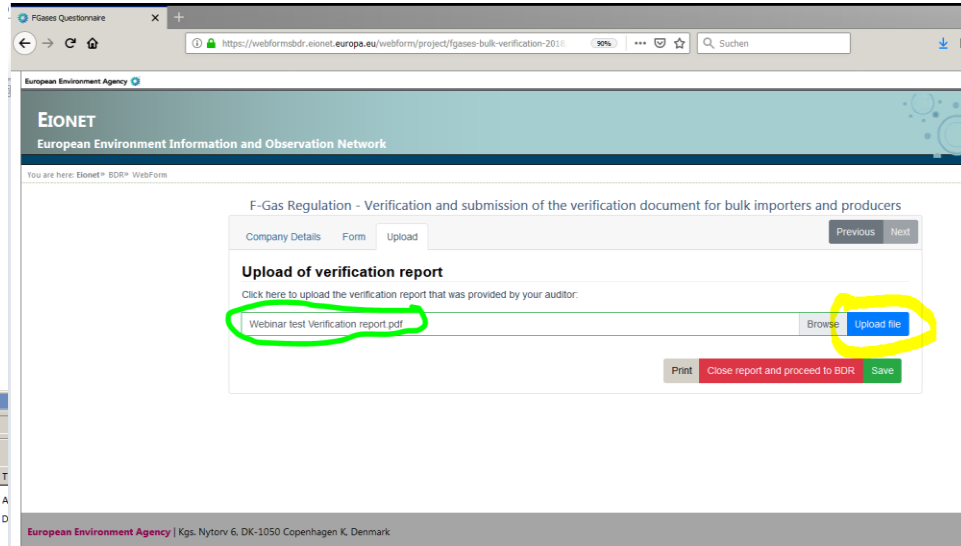 FGases Questionnaire
https://webformsbdr.eionet.europa.eu/webform/project/fgases-bulk-verification-2018
90%
Suchen
European Environment Agency
EIONET
European Environment Information and Observation Network
You are here: Eionet» BDR» WebForm
F-Gas Regulation - Verification and submission of the verification document for bulk importers and producers
Company Details Form Upload Previous Next
Upload of verification report
Click here to upload the verification report that was provided by your auditor:
Webinar test Verification report.pdf Browse Upload file
Print Close report and proceed to BDR Save
T
A
D
European Environment Agency | Kgs. Nytorv 6, DK-1050 Copenhagen K, Denmark